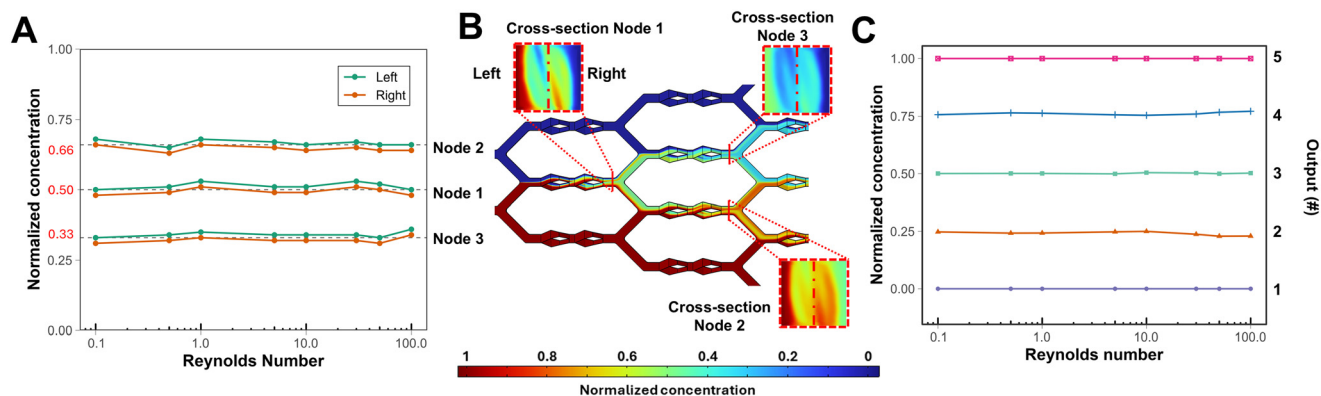 A
Normalized concentration
1.00
0.75
0.66
0.50
0.33
0.25
0.00
Left
Right
Node 2
Node 1
Node 3
0.1
1.0
10.0
100.0
Reynolds Number
B
Cross-section Node 1
Left
Right
Cross-section
Node 3
Cross-section
Node 2
1
0.8
0.6
0.4
0.2
0
Normalized concentration
C
Normalized concentration
1.00
0.75
0.50
0.25
0.00
5
4
3
2
1
Output (#)
0.1
1.0
10.0
100.0
Reynolds number